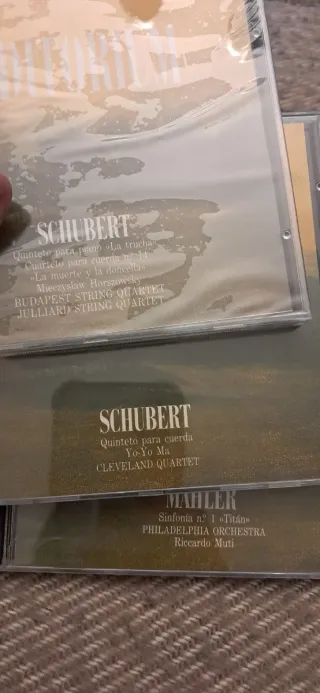 DITORIUM
SCHUBERT
Quinteto para piano «La trucha»
Cuarteto para cuerda n.º 14
«La muerte y la doncella»
Mieczyslaw Horszowsky
BUDAPEST STRING QUARTET
JULLIARD STRING QUARTET
SCHUBERT
Quinteto para cuerda
Yo-Yo Ma
CLEVELAND QUARTET
MAHLER
Sinfonía n.º 1 «Titán»
PHILADELPHIA ORCHESTRA
Riccardo Muti